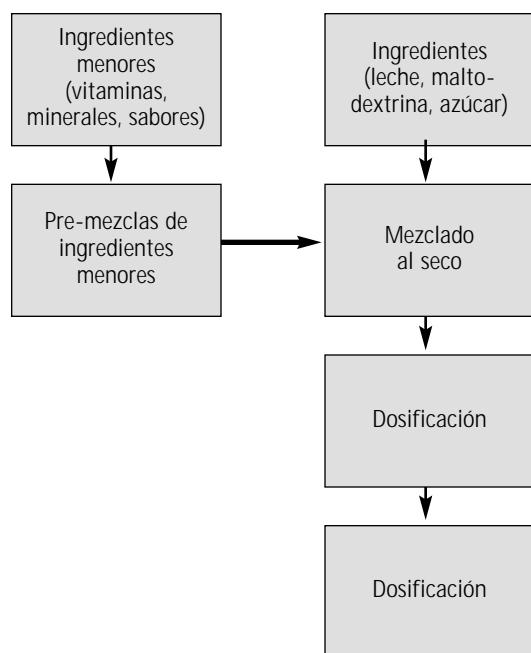 Ingredientes
menores
(vitaminas,
minerales, sabores)
Ingredientes
(leche, malto-
dextrina, azúcar)
Pre-mezclas de
ingredientes
menores
Mezclado
al seco
Dosificación
Dosificación